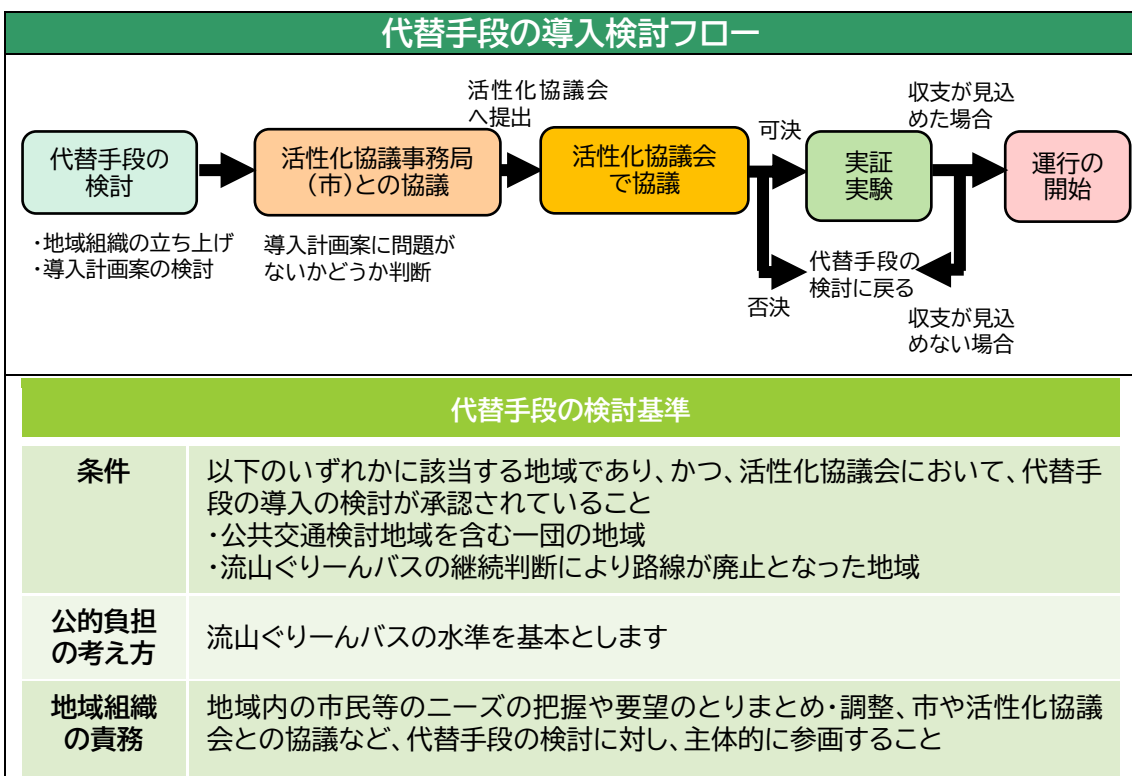 代替手段の導入検討フロー
活性化協議会
へ提出
収支が見込
めた場合
可決
代替手段の
検討
活性化協議事務局
(市)との協議
活性化協議会
で協議
実証
実験
運行の
開始
・地域組織の立ち上げ
・導入計画案の検討
導入計画案に問題が
ないかどうか判断
代替手段の
検討に戻る
否決
収支が見込
めない場合
代替手段の検討基準
条件
以下のいずれかに該当する地域であり、かつ、活性化協議会において、代替手
段の導入の検討が承認されていること
・公共交通検討地域を含む一団の地域
・流山ぐりーんバスの継続判断により路線が廃止となった地域
公的負担
の考え方
流山ぐりーんバスの水準を基本とします
地域組織
の責務
地域内の市民等のニーズの把握や要望のとりまとめ・調整、市や活性化協議
会との協議など、代替手段の検討に対し、主体的に参画すること